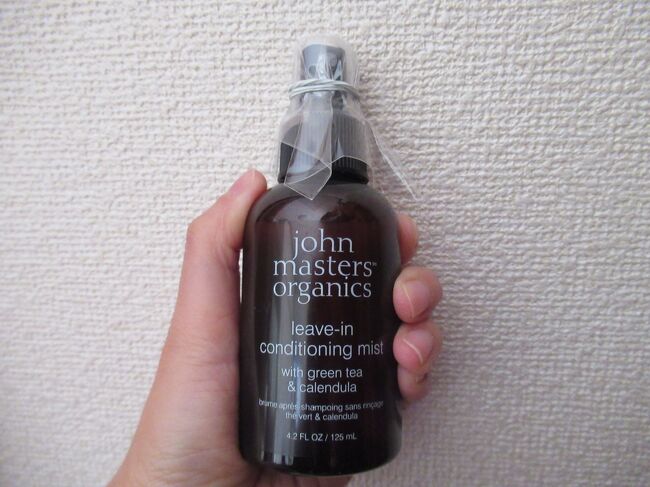 john
masters
organics
leave-in
conditioning mist
with green tea
& calendula
brume après shampoing sans rinçage
thé vert & calendula
4.2 FL OZ / 125 mL